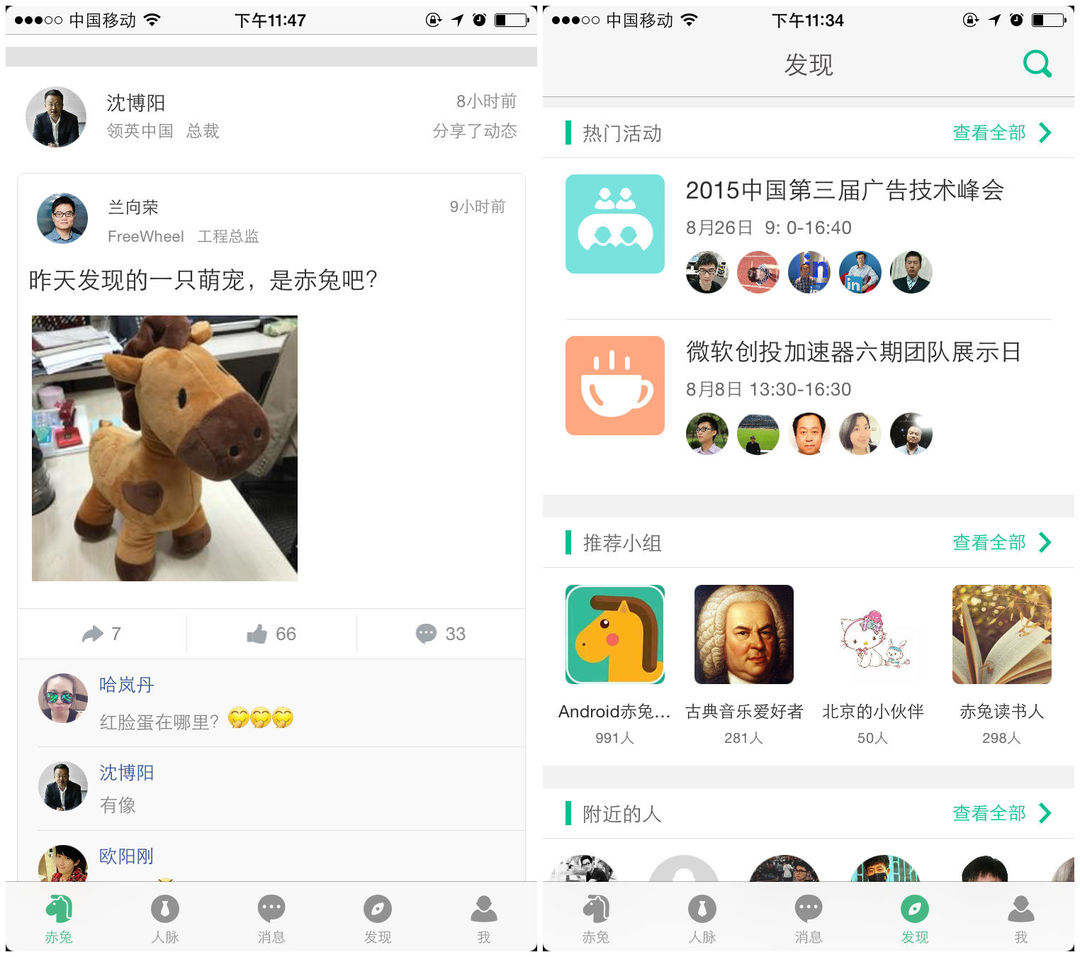 中国移动 下午11:47
沈博阳 8小时前
领英中国 总裁 分享了动态
兰向荣 9小时前
FreeWheel 工程总监
昨天发现的一只萌宠，是赤兔吧？
7 66 33
哈岚丹
红脸蛋在哪里？
沈博阳
有像
欧阳刚
赤兔 人脉 消息 发现 我
中国移动 下午11:34
发现
热门活动 查看全部
2015中国第三届广告技术峰会
8月26日 9: 0-16:40
in
in
微软创投加速器六期团队展示日
8月8日 13:30-16:30
推荐小组 查看全部
Android赤兔... 古典音乐爱好者 北京的小伙伴 赤兔读书人
991人 281人 50人 298人
附近的人 查看全部
赤兔 人脉 消息 发现 我